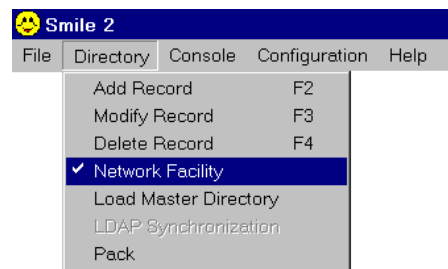 Smile 2
File Directory Console Configuration Help
Add Record F2
Modify Record F3
Delete Record F4
Network Facility
Load Master Directory
LDAP Synchronization
Pack